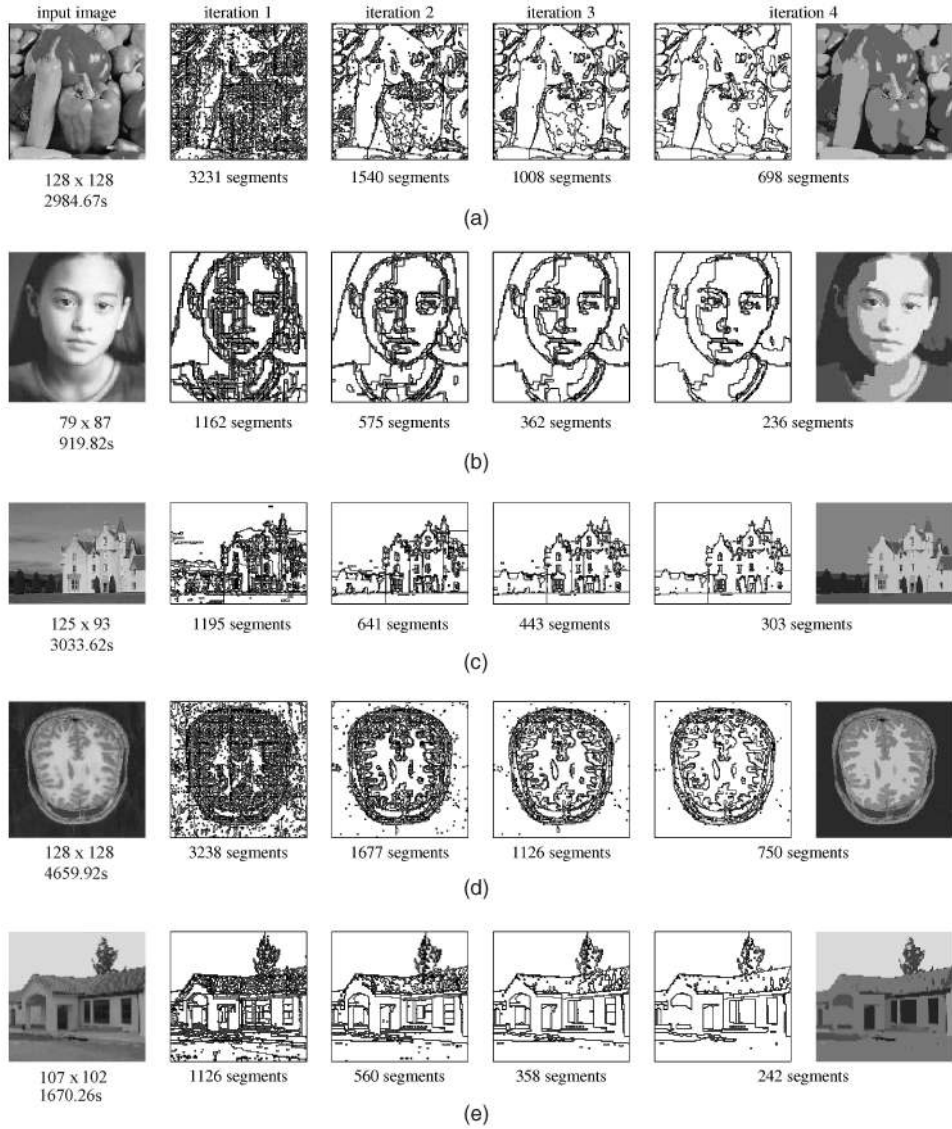 input image iteration 1 iteration 2 iteration 3 iteration 4
3231 segments 1540 segments 1008 segments 698 segments
128 x 128
2984.67s
(a)
1162 segments 575 segments 362 segments 236 segments
79 x 87
919.82s
(b)
125 x 93 1195 segments 641 segments 443 segments 303 segments
3033.62s
(c)
128 x 128 3238 segments 1677 segments 1126 segments 750 segments
4659.92s
(d)
107 x 102 1126 segments 560 segments 358 segments 242 segments
1670.26s
(e)